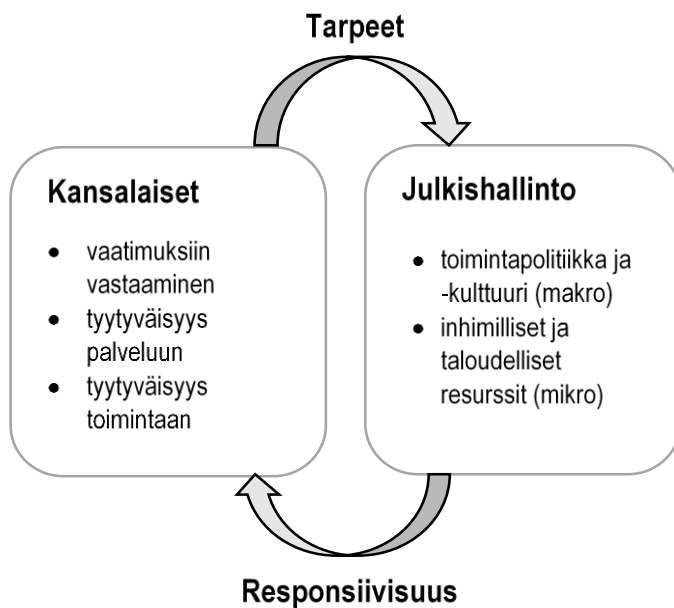 Tarpeet
Kansalaiset
• vaatimuksiin
vastaaminen
• tyytyväisyys
palveluun
• tyytyväisyys
toimintaan
Julkishallinto
• toimintapolitiikka ja
-kulttuuri (makro)
• inhimilliset ja
taloudelliset
resurssit (mikro)
Responsiivisuus